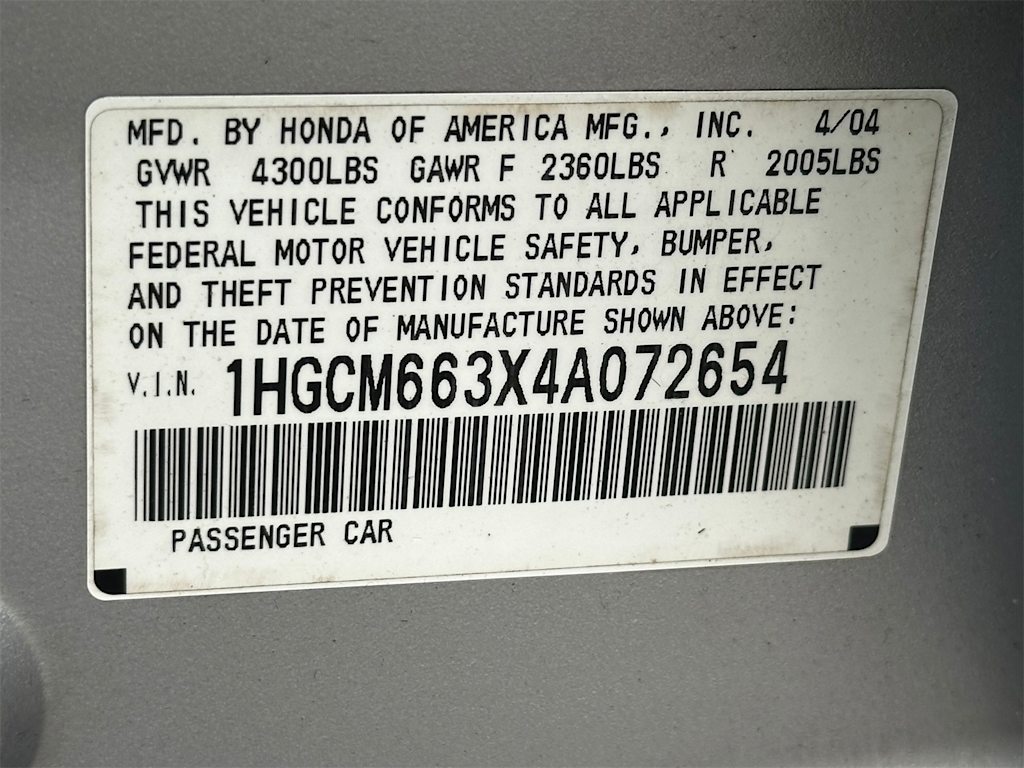 MFD. BY HONDA OF AMERICA MFG., INC. 4/04
GVWR 4300LBS GAWR F 2360LBS R 2005LBS
THIS VEHICLE CONFORMS TO ALL APPLICABLE
FEDERAL MOTOR VEHICLE SAFETY, BUMPER,
AND THEFT PREVENTION STANDARDS IN EFFECT
ON THE DATE OF MANUFACTURE SHOWN ABOVE:
V.I.N. 1HGCM663X4A072654
PASSENGER CAR